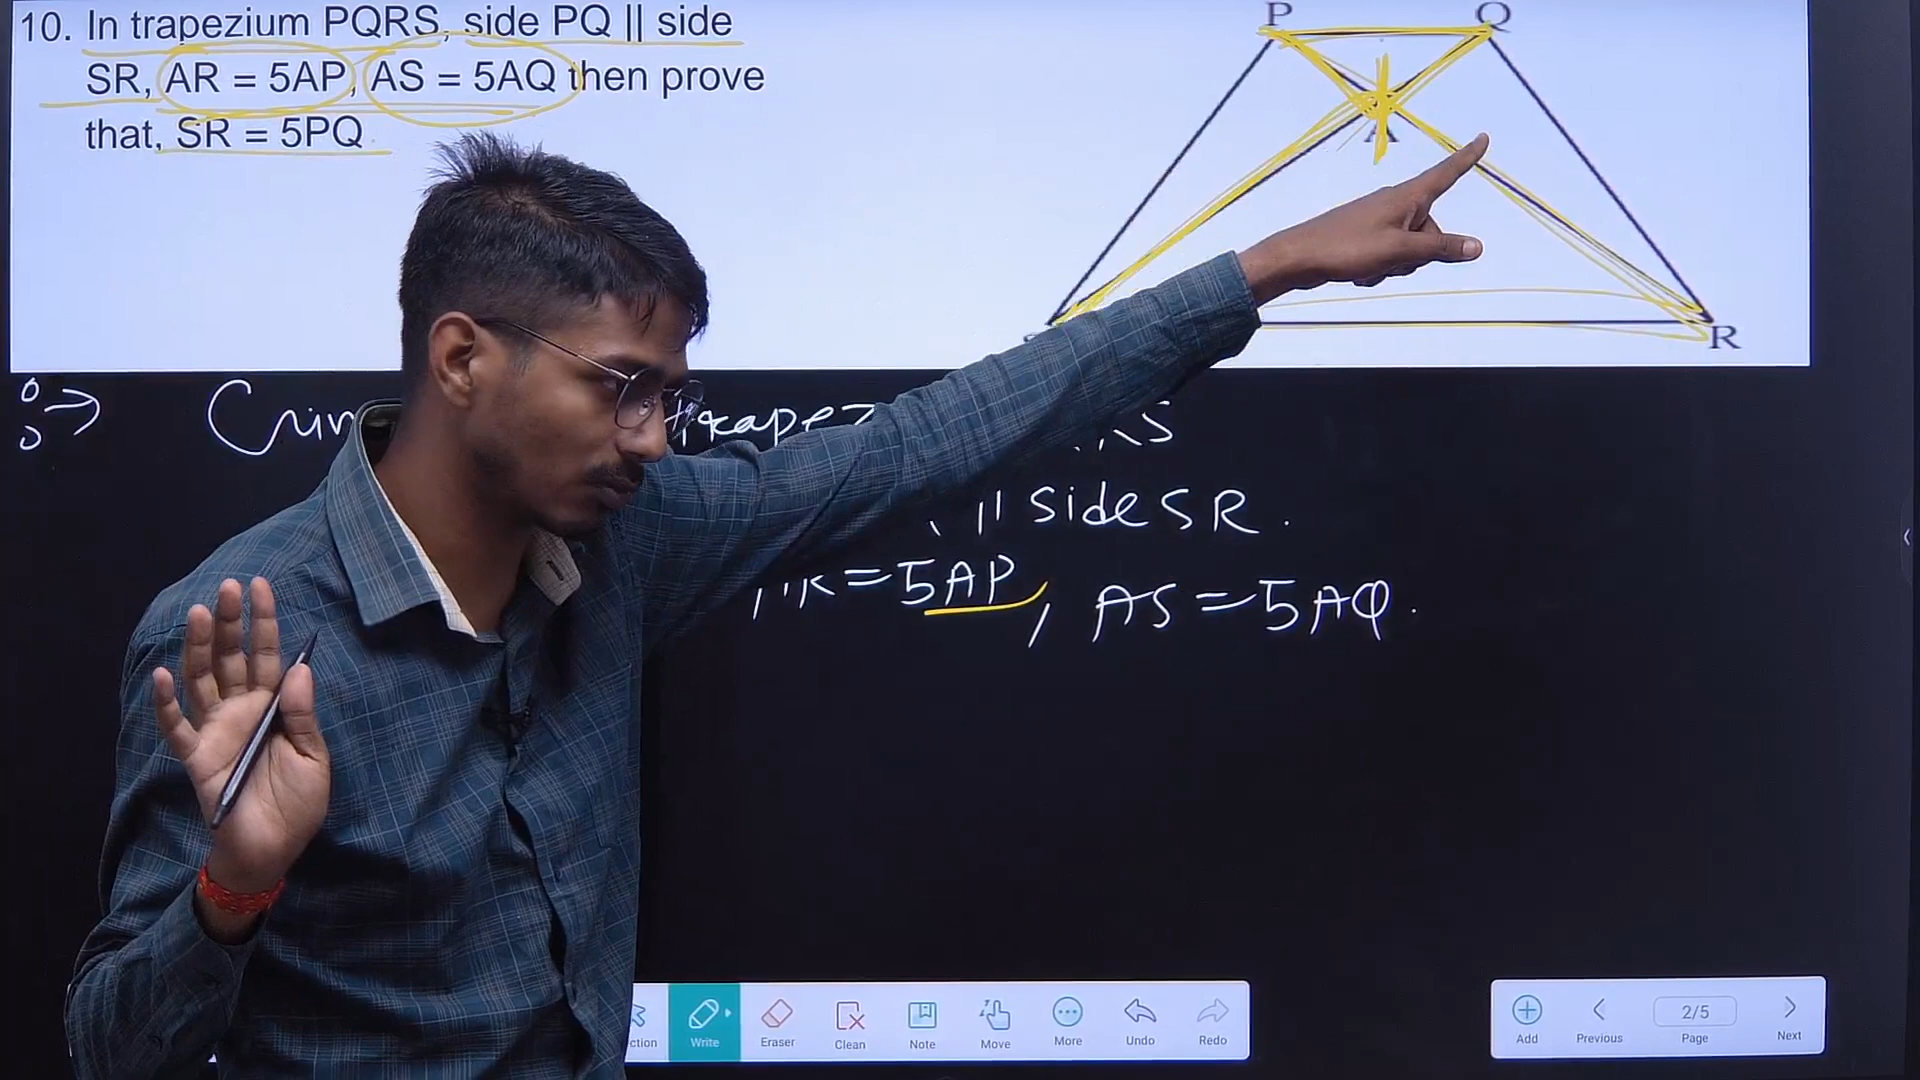 10. In trapezium PQRS, side PQ || side
SR, AR = 5AP, AS = 5AQ then prove
that, SR = 5PQ
P Q
A
R
side SR.
= 5AP, AS = 5AQ.
Write Eraser Clean Note Move More Undo Redo
Add Previous 2/5 Page Next